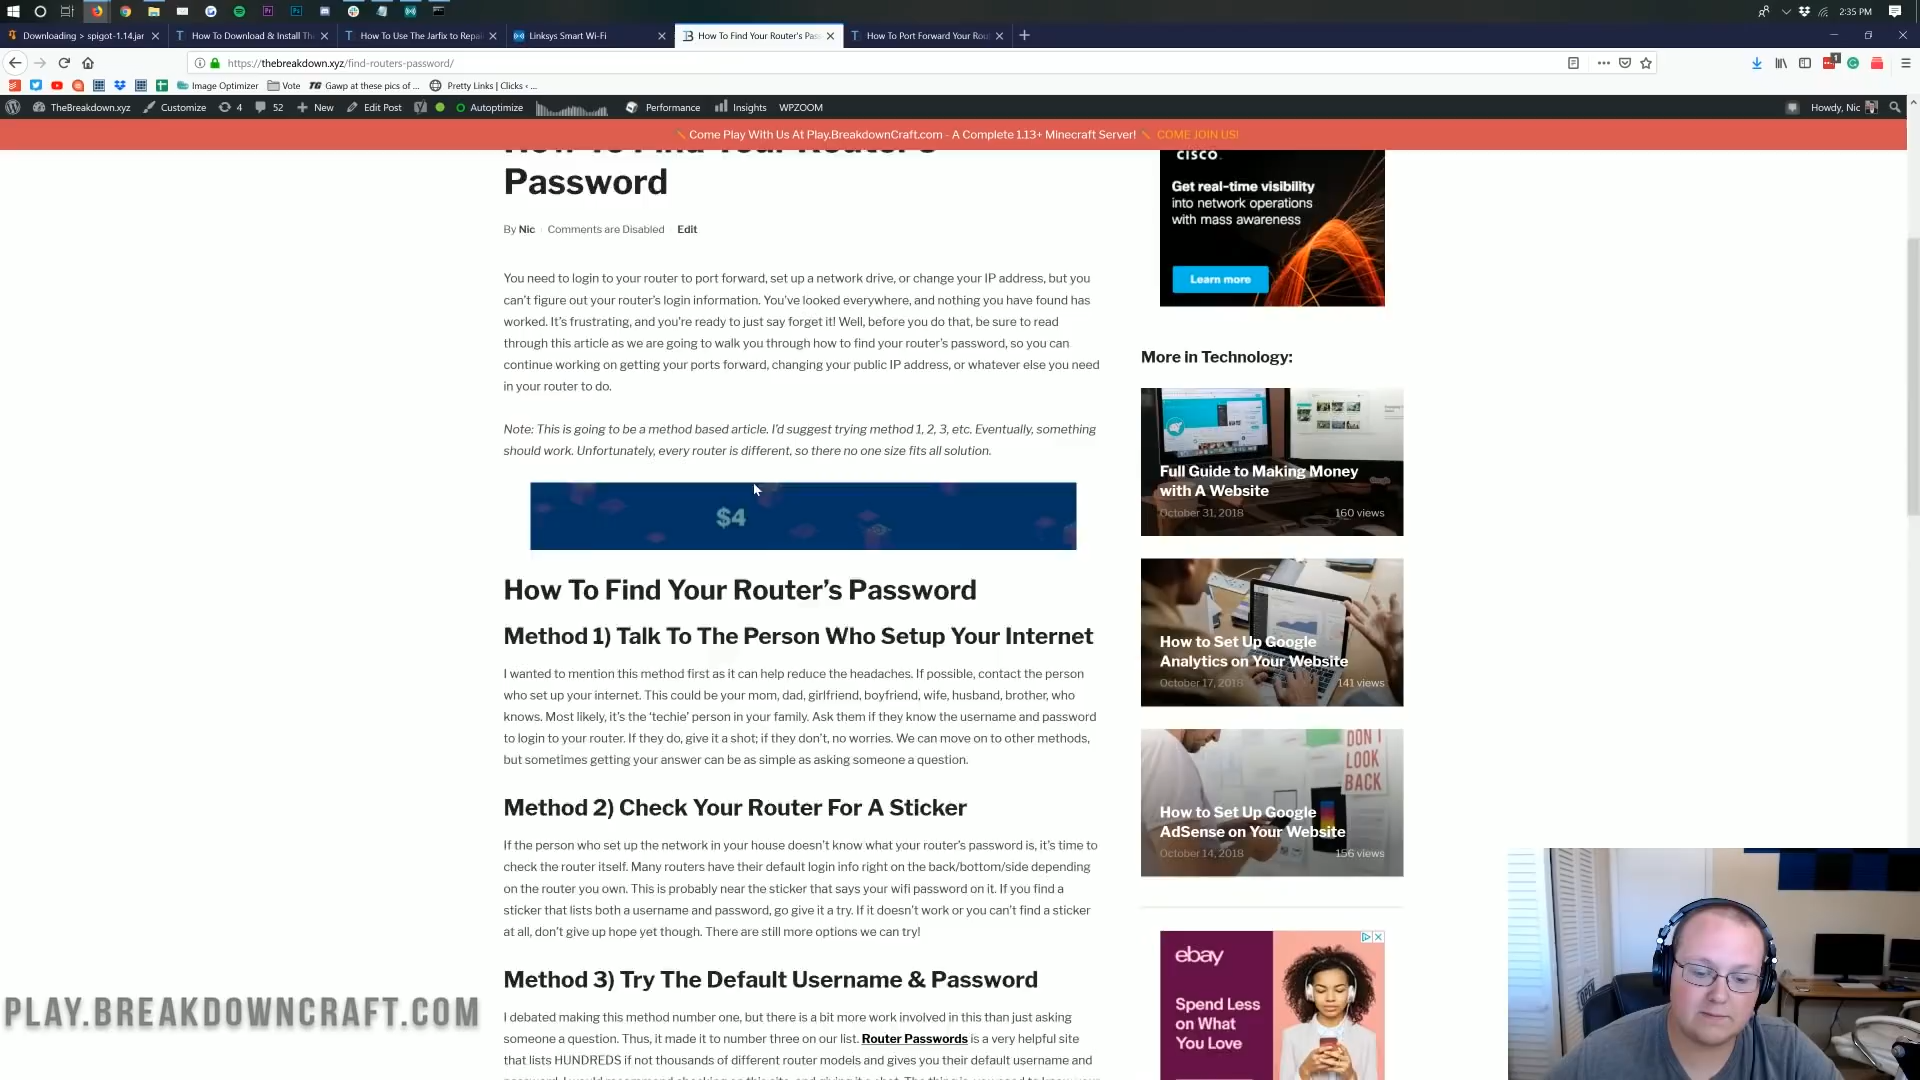 2:35 PM
Downloading > spigot-1.14.jar
How To Download & Install The
How To Use The Jarfix to Repai
Linksys Smart Wi-Fi
How To Find Your Router's Pas
How To Port Forward Your Rou
https://thebreakdown.xyz/find-routers-password/
Image Optimizer
Vote
TG Gawp at these pics of ...
Pretty Links | Clicks ‹ ...
TheBreakdown.xyz
Customize
4
52
New
Edit Post
Autoptimize
Performance
Insights
WPZOOM
Howdy, Nic
Come Play With Us At Play.BreakdownCraft.com - A Complete 1.13+ Minecraft Server! COME JOIN US!
How To Find Your Router's
Password
By Nic
Comments are Disabled
Edit
You need to login to your router to port forward, set up a network drive, or change your IP address, but you
can't figure out your router's login information. You've looked everywhere, and nothing you have found has
worked. It's frustrating, and you're ready to just say forget it! Well, before you do that, be sure to read
through this article as we are going to walk you through how to find your router's password, so you can
continue working on getting your ports forward, changing your public IP address, or whatever else you need
in your router to do.
Note: This is going to be a method based article. I'd suggest trying method 1, 2, 3, etc. Eventually, something
should work. Unfortunately, every router is different, so there no one size fits all solution.
$4
How To Find Your Router's Password
Method 1) Talk To The Person Who Setup Your Internet
I wanted to mention this method first as it can help reduce the headaches. If possible, contact the person
who set up your internet. This could be your mom, dad, girlfriend, boyfriend, wife, husband, brother, who
knows. Most likely, it's the 'techie' person in your family. Ask them if they know the username and password
to login to your router. If they do, give it a shot; if they don't, no worries. We can move on to other methods,
but sometimes getting your answer can be as simple as asking someone a question.
Method 2) Check Your Router For A Sticker
If the person who set up the network in your house doesn't know what your router's password is, it's time to
check the router itself. Many routers have their default login info right on the back/bottom/side depending
on the router you own. This is probably near the sticker that says your wifi password on it. If you find a
sticker that lists both a username and password, go give it a try. If it doesn't work or you can't find a sticker
at all, don't give up hope yet though. There are still more options we can try!
Method 3) Try The Default Username & Password
I debated making this method number one, but there is a bit more work involved in this than just asking
someone a question. Thus, it made it to number three on our list. Router Passwords is a very helpful site
that lists HUNDREDS if not thousands of different router models and gives you their default username and
CISCO
Get real-time visibility
into network operations
with mass awareness
Learn more
More in Technology:
Full Guide to Making Money
with A Website
October 31, 2018
160 views
How to Set Up Google
Analytics on Your Website
October 17, 2018
141 views
DON'T
LOOK
BACK
How to Set Up Google
AdSense on Your Website
October 14, 2018
156 views
ebay
Spend Less
on What
You Love
OPEN
PLAY.BREAKDOWNCRAFT.COM